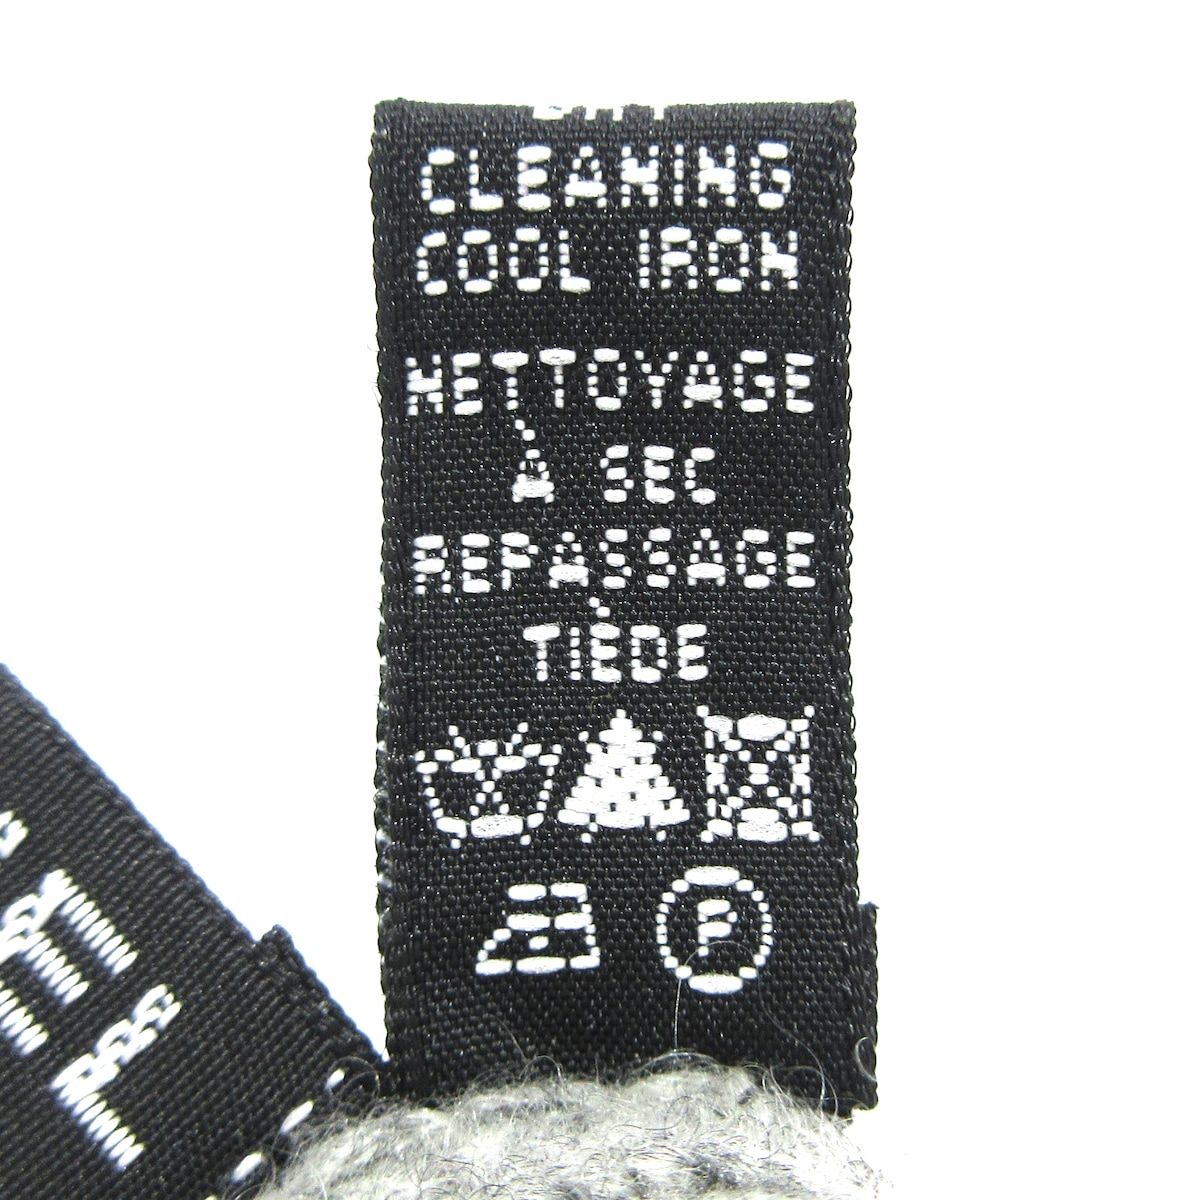 CLEANING
COOL IRON
NETTOYAGE
À SEC
REPASSAGE
TIÈDE
P